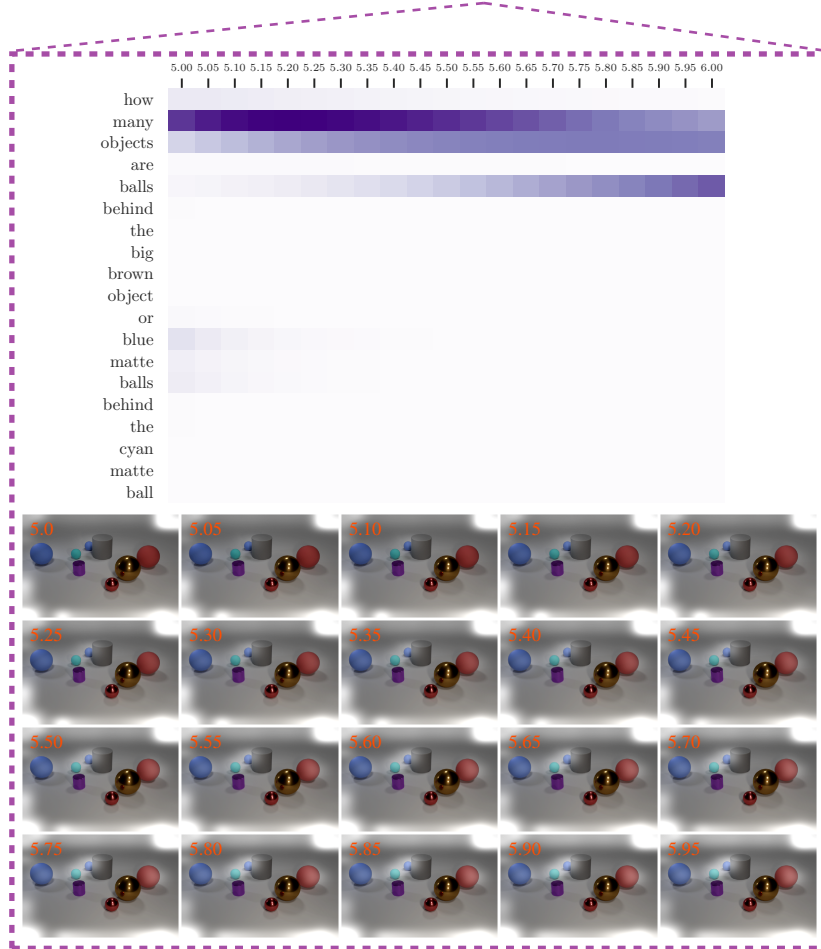 5.00 5.05 5.10 5.15 5.20 5.25 5.30 5.35 5.40 5.45 5.50 5.55 5.60 5.65 5.70 5.75 5.80 5.85 5.90 5.95 6.00
how
many
objects
are
balls
behind
the
big
brown
object
or
blue
matte
balls
behind
the
cyan
matte
ball
5.0 5.05 5.10 5.15 5.20
5.25 5.30 5.35 5.40 5.45
5.50 5.55 5.60 5.65 5.70
5.75 5.80 5.85 5.90 5.95